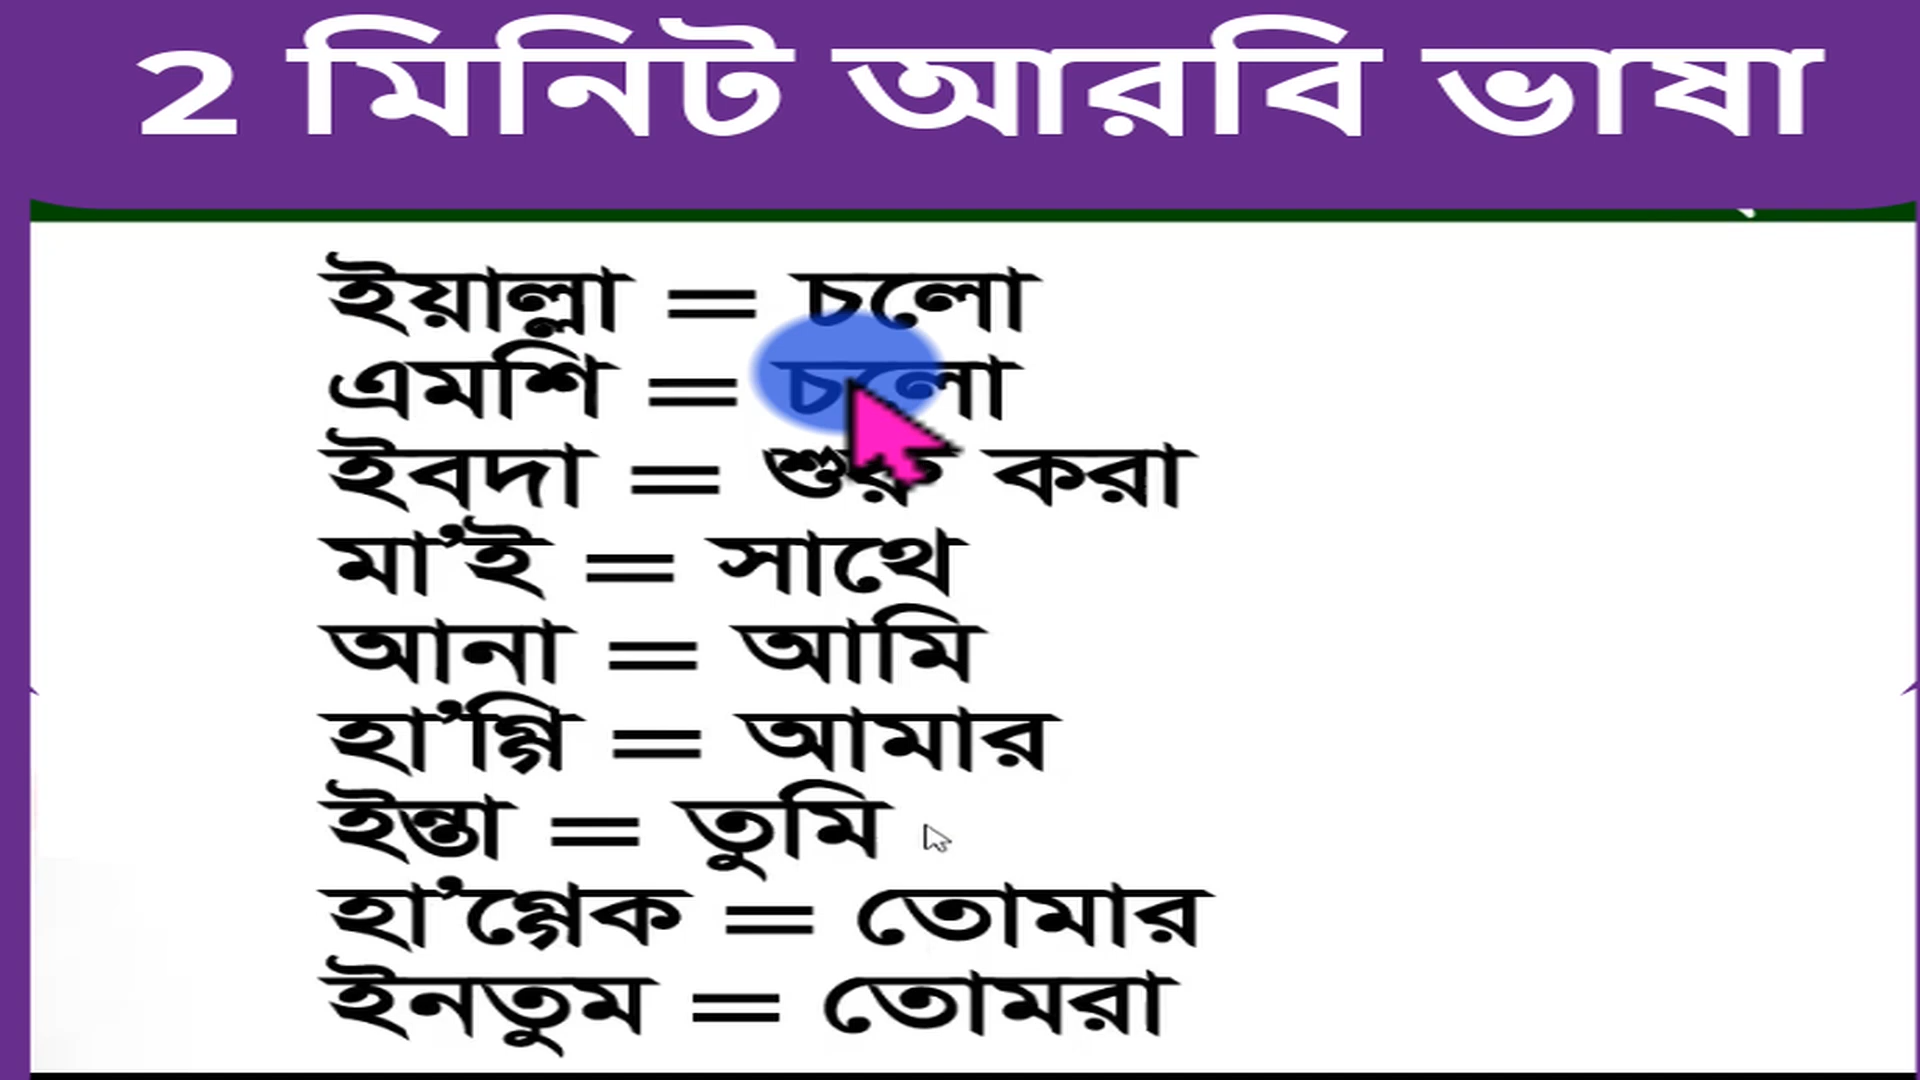 2 মিনিট আরবি ভাষা
ইয়াল্লা = চলো
এমশি = চলো
ইবদা = শুরু করা
মা'ই = সাথে
আনা = আমি
হা'গ্গি = আমার
ইন্তা = তুমি
হা'গ্গেক = তোমার
ইনতুম = তোমরা